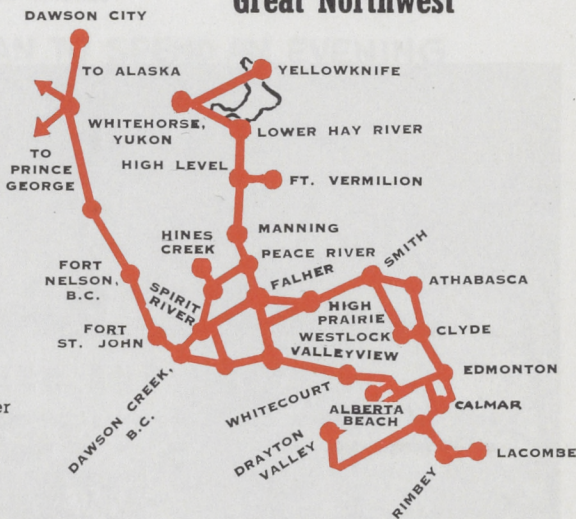 Great Northwest
DAWSON CITY
TO ALASKA
YELLOWKNIFE
WHITEHORSE,
YUKON
LOWER HAY RIVER
TO
PRINCE
GEORGE
HIGH LEVEL
FT. VERMILION
MANNING
HINES
CREEK
PEACE RIVER
SMITH
FORT
NELSON,
B.C.
FALHER
ATHABASCA
SPIRIT
RIVER
HIGH
PRAIRIE
FORT
ST. JOHN
WESTLOCK
CLYDE
VALLEYVIEW
EDMONTON
DAWSON CREEK,
B.C.
WHITECOURT
ALBERTA
BEACH
CALMAR
er
DRAYTON
VALLEY
LACOMBE
RIMBEY